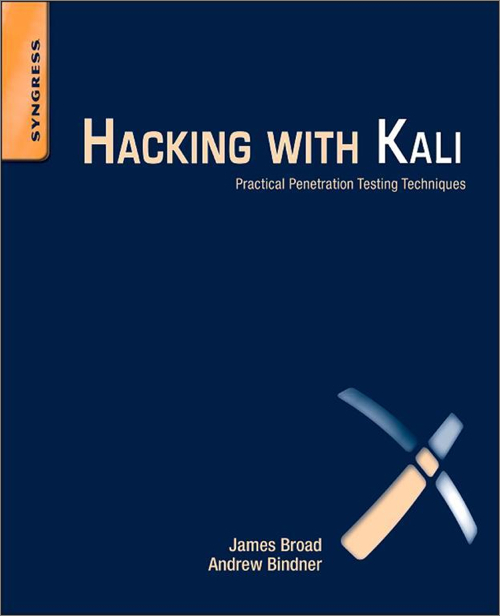 SYNGRESS
HACKING WITH KALI
Practical Penetration Testing Techniques
James Broad
Andrew Bindner